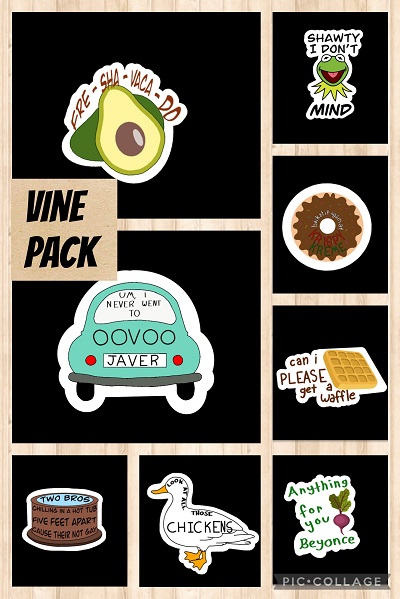 FRE - SHA - VACA - DO
SHAWTY
I DON'T
MIND
VINE
PACK
KRISPY
KREME
UM, I
NEVER WENT
TO
OOVOO
JAVER
can i
PLEASE
get a
waffle
TWO BROS
CHILLING IN A HOT TUB
FIVE FEET APART
CAUSE THEIR NOT GAY
LOOK AT ALL
THOSE
CHICKENS
Anything
for
you
Beyonce
PIC•COLLAGE